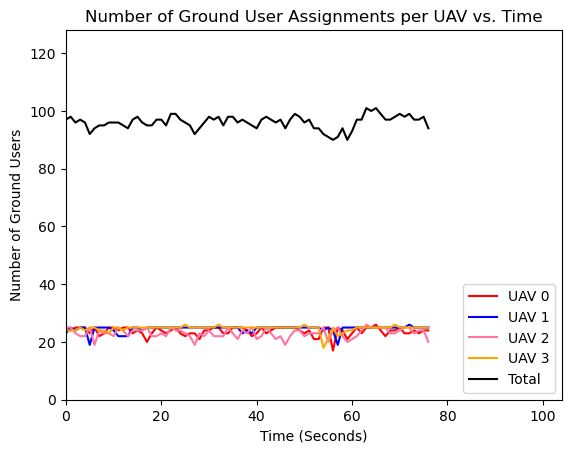 Number of Ground User Assignments per UAV vs. Time
Number of Ground Users
120
100
80
60
40
20
0
0 20 40 60 80 100
Time (Seconds)
UAV 0
UAV 1
UAV 2
UAV 3
Total